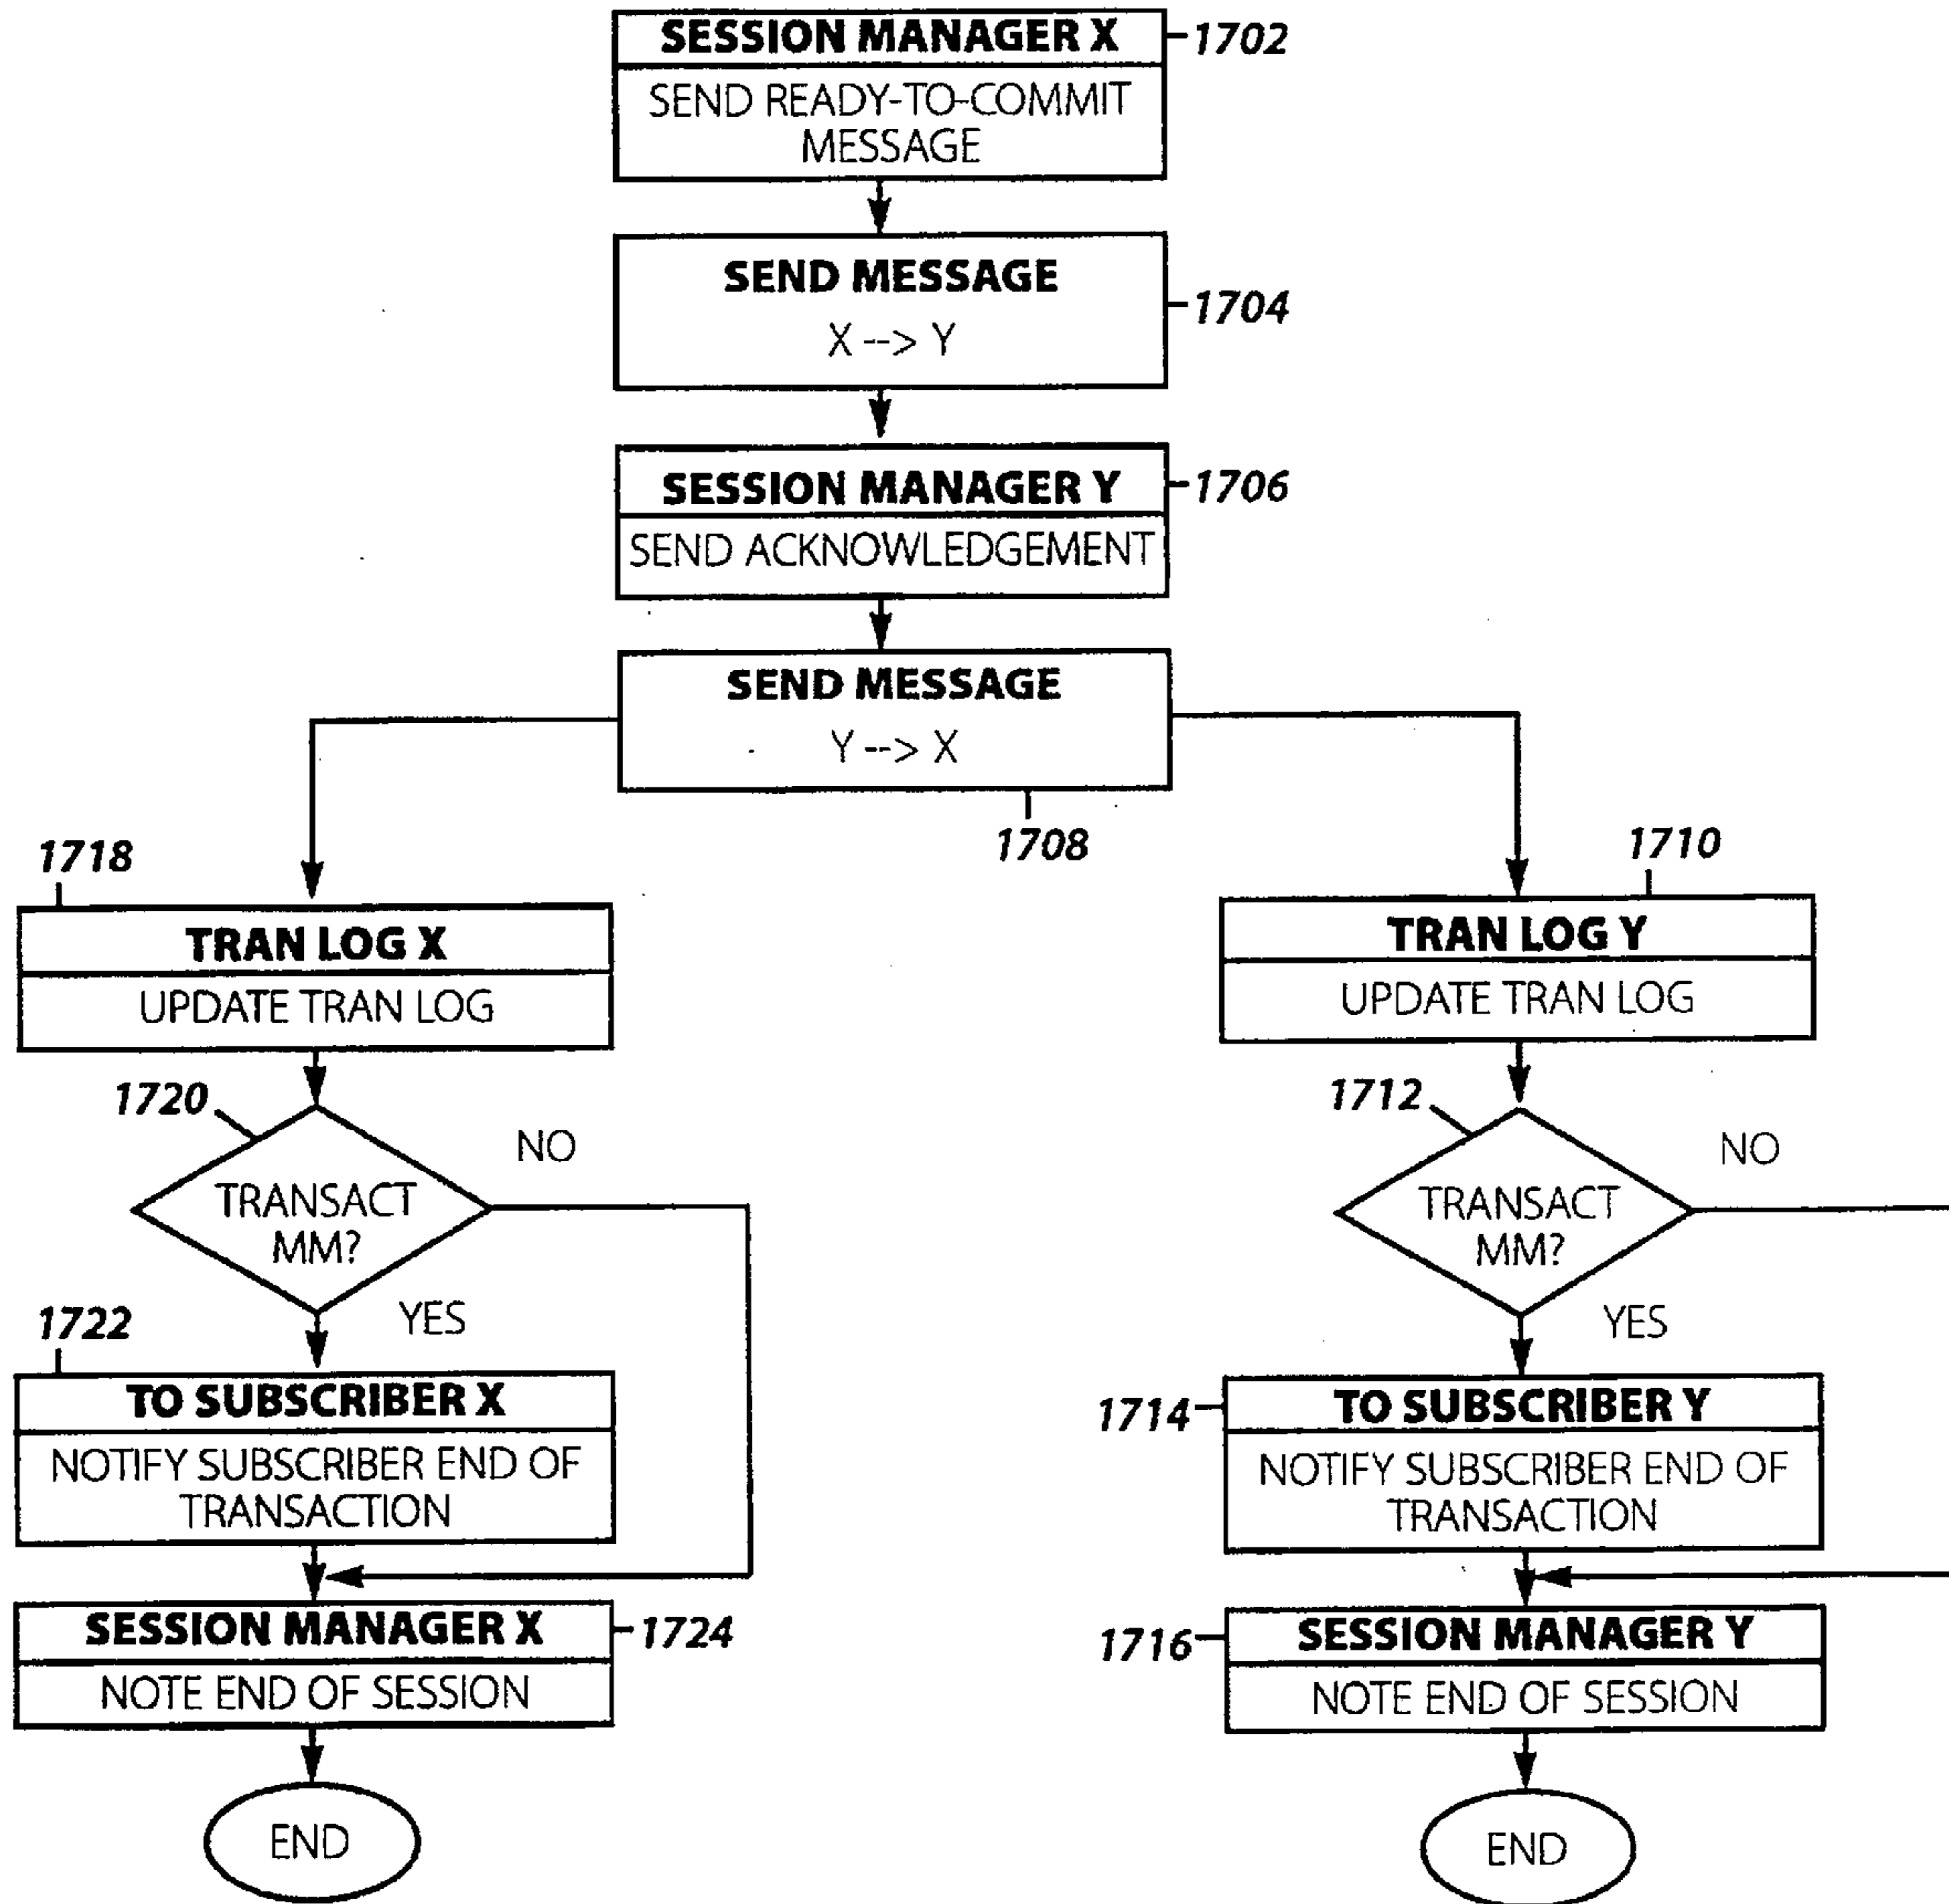 SESSION MANAGER X
1702
SEND READY-TO-COMMIT
MESSAGE
SEND MESSAGE
1704
X --> Y
SESSION MANAGER Y
1706
SEND ACKNOWLEDGEMENT
SEND MESSAGE
Y --> X
1708
1718
TRAN LOG X
UPDATE TRAN LOG
1720
NO
TRANSACT
MM?
YES
1722
TO SUBSCRIBER X
NOTIFY SUBSCRIBER END OF
TRANSACTION
SESSION MANAGER X
1724
NOTE END OF SESSION
END
1710
TRAN LOG Y
UPDATE TRAN LOG
1712
NO
TRANSACT
MM?
YES
1714
TO SUBSCRIBER Y
NOTIFY SUBSCRIBER END OF
TRANSACTION
1716
SESSION MANAGER Y
NOTE END OF SESSION
END